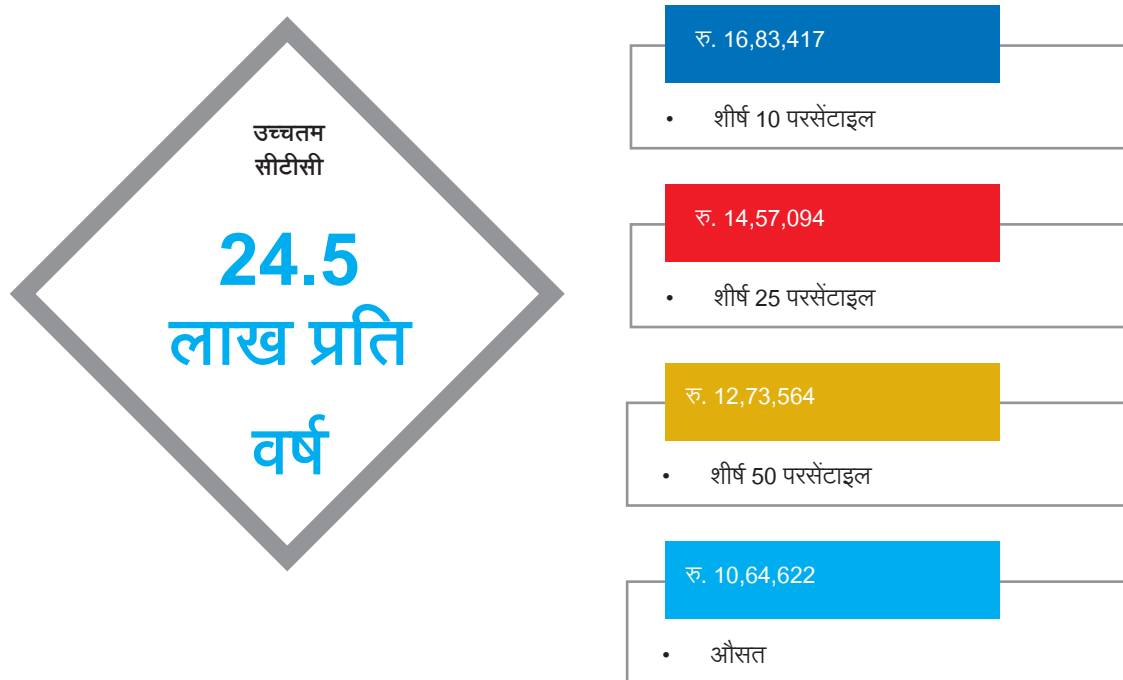 उच्चतम
सीटीसी
24.5
लाख प्रति
वर्ष
रु. 16,83,417
• शीर्ष 10 परसेंटाइल
रु. 14,57,094
• शीर्ष 25 परसेंटाइल
रु. 12,73,564
• शीर्ष 50 परसेंटाइल
रु. 10,64,622
• औसत